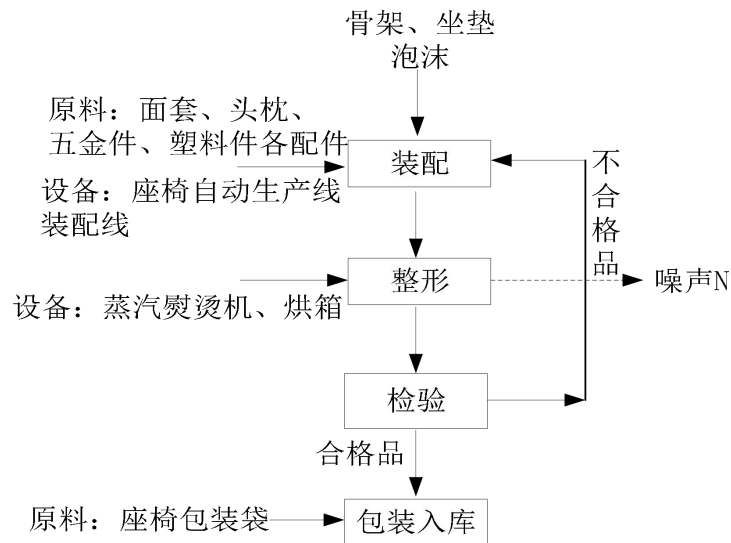 骨架、坐垫
泡沫
原料：面套、头枕、
五金件、塑料件各配件
装配
不合格品
设备：座椅自动生产线
装配线
整形
噪声N
设备：蒸汽熨烫机、烘箱
检验
合格品
原料：座椅包装袋
包装入库